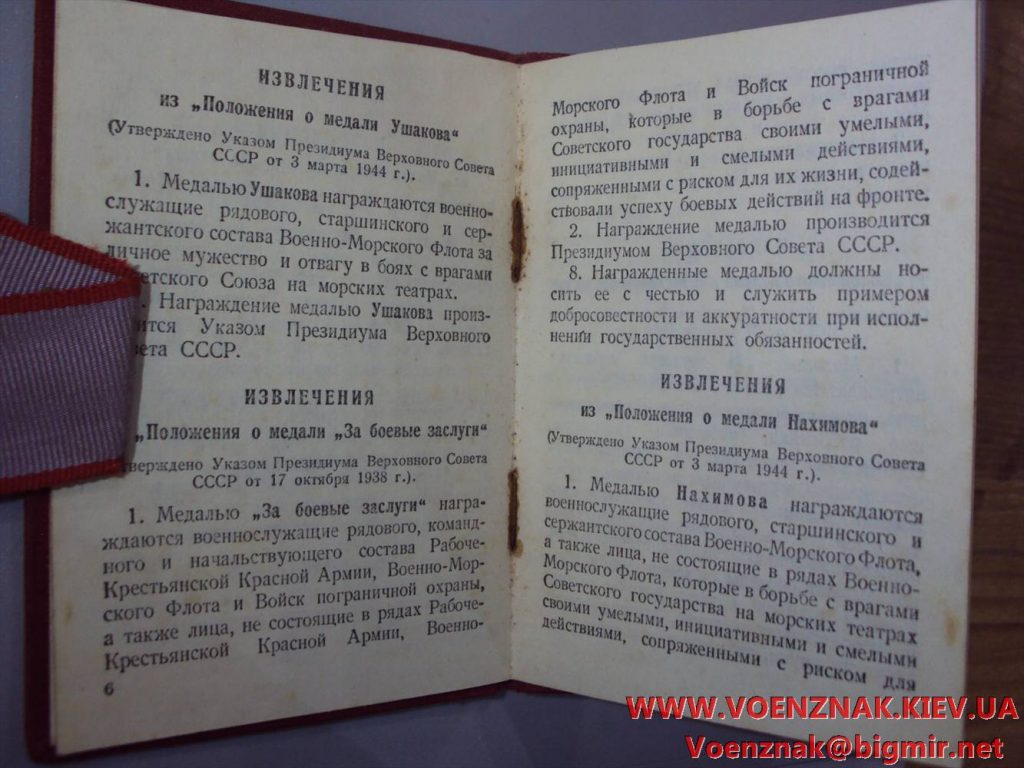 ИЗВЛЕЧЕНИЯ
из „Положения о медали Ушакова“
(Утверждено Указом Президиума Верховного Совета
СССР от 3 марта 1944 г.).
1. Медалью Ушакова награждаются военно-
служащие рядового, старшинского и сер-
жантского состава Военно-Морского Флота за
личное мужество и отвагу в боях с врагами
ветского Союза на морских театрах.
. Награждение медалью Ушакова произ-
ится Указом Президиума Верховного
вета СССР.
ИЗВЛЕЧЕНИЯ
„Положения о медали „За боевые заслуги“
тверждено Указом Президиума Верховного Совета
СССР от 17 октября 1938 г.).
1. Медалью „За боевые заслуги“ награ-
ждаются военнослужащие рядового, команд-
ного и начальствующего состава Рабоче-
Крестьянской Красной Армии, Военно-Мор-
ского Флота и Войск пограничной охраны,
а также лица, не состоящие в рядах Рабоче-
Крестьянской Красной Армии, Военно-
6
Морского Флота и Войск пограничной
охраны, которые в борьбе с врагами
Советского государства своими умелыми,
инициативными и смелыми действиями,
сопряженными с риском для их жизни, содей-
ствовали успеху боевых действий на фронте.
2. Награждение медалью производится
Президиумом Верховного Совета СССР.
8. Награжденные медалью должны но-
сить ее с честью и служить примером
добросовестности и аккуратности при испол-
нении государственных обязанностей.
ИЗВЛЕЧЕНИЯ
из „Положения о медали Нахимова“
(Утверждено Указом Президиума Верховного Совета
СССР от 3 марта 1944 г.).
1. Медалью Нахимова награждаются
военнослужащие рядового, старшинского и
сержантского состава Военно-Морского Флота,
а также лица, не состоящие в рядах Военно-
Морского Флота, которые в борьбе с врагами
Советского государства на морских театрах
своими умелыми, инициативными и смелыми
действиями, сопряженными с риском для
WWW.VOENZNAK.KIEV.UA
Voenznak@bigmir.net